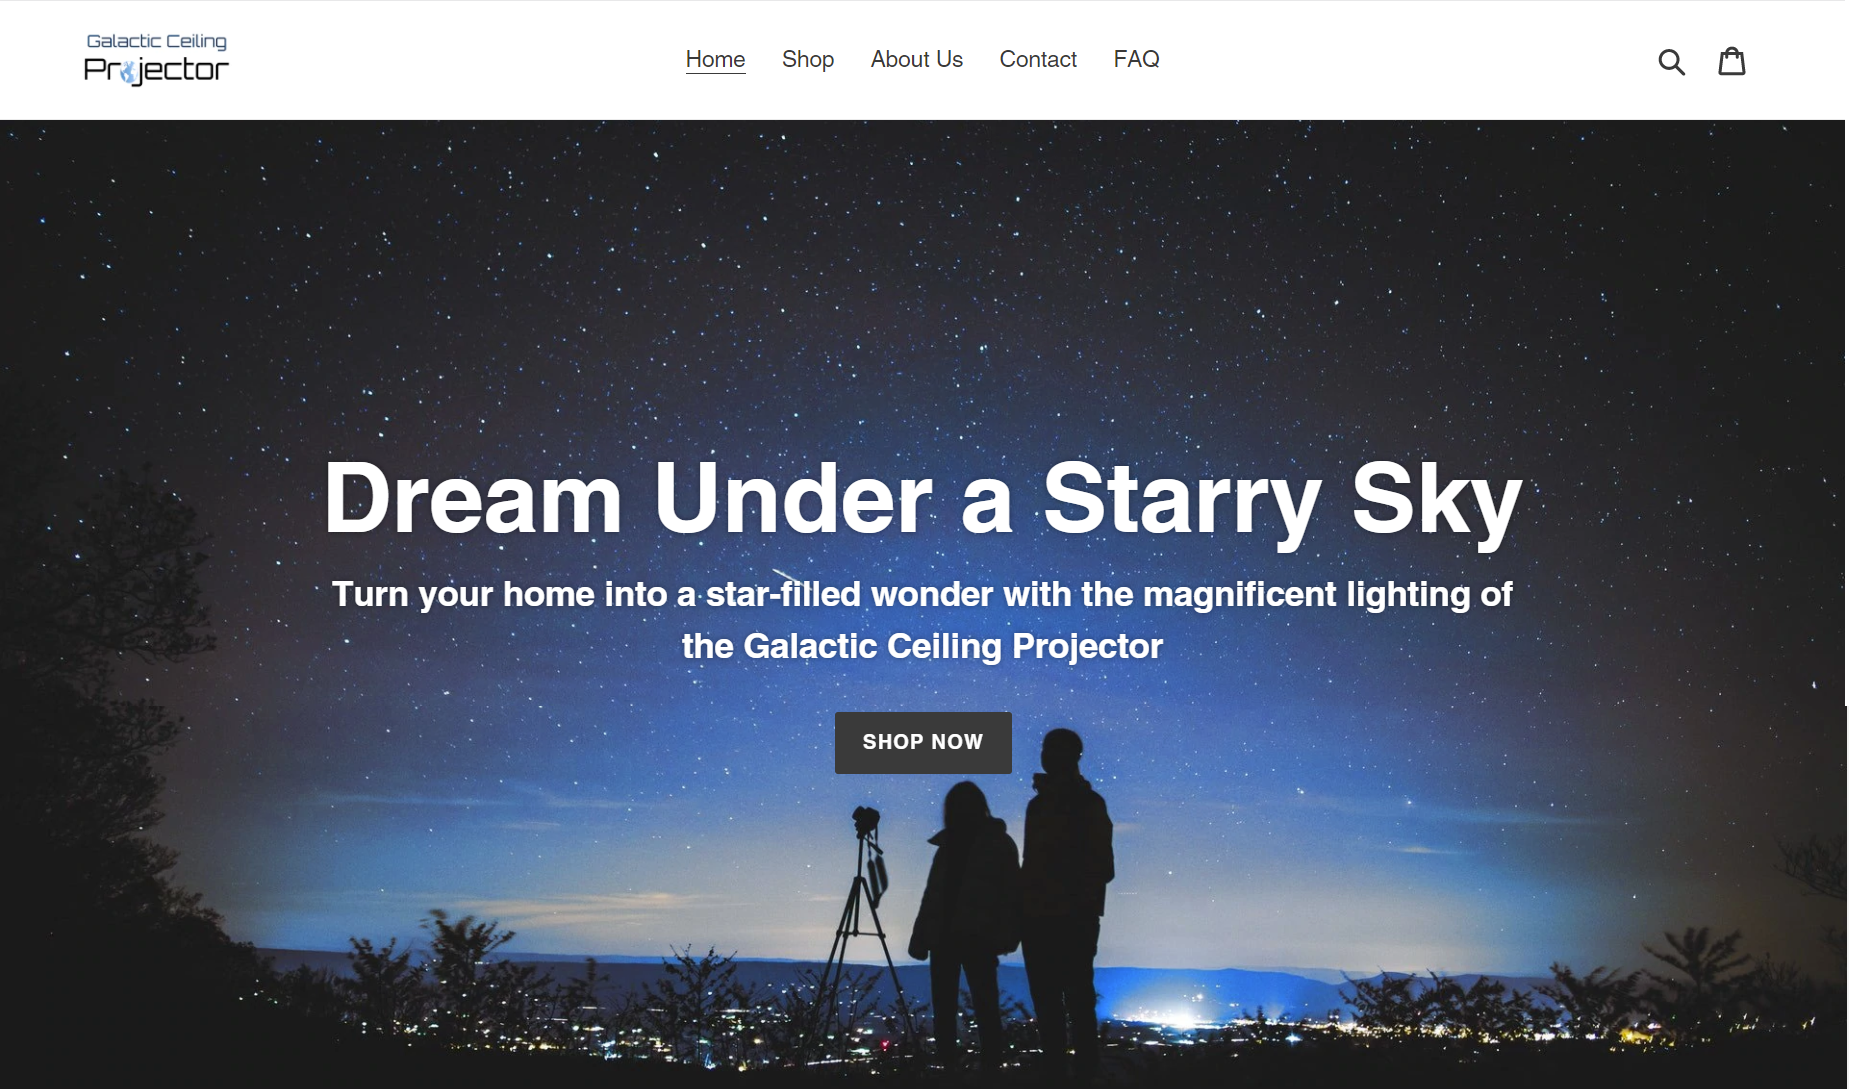 Galactic Ceiling
Projector
Home
Shop
About Us
Contact
FAQ
Dream Under a Starry Sky
Turn your home into a star-filled wonder with the magnificent lighting of
the Galactic Ceiling Projector
SHOP NOW